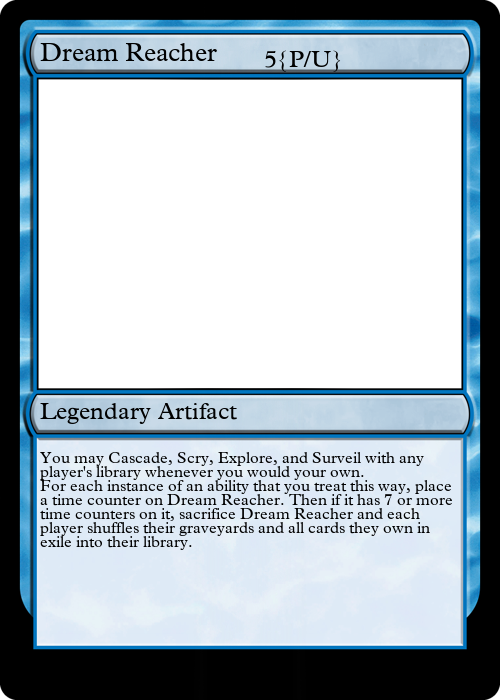 Dream Reacher 5{P/U}
Legendary Artifact
You may Cascade, Scry, Explore, and Surveil with any
player's library whenever you would your own.
For each instance of an ability that you treat this way, place
a time counter on Dream Reacher. Then if it has 7 or more
time counters on it, sacrifice Dream Reacher and each
player shuffles their graveyards and all cards they own in
exile into their library.